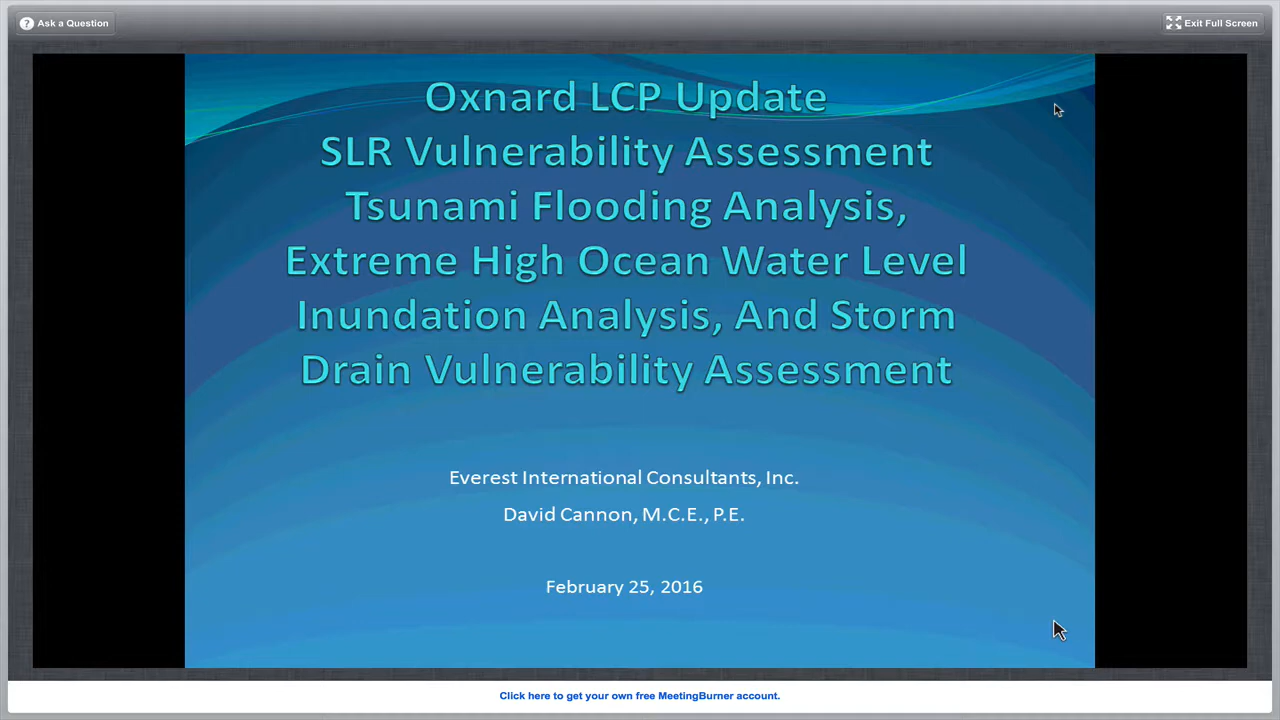 Ask a Question
Exit Full Screen
Oxnard LCP Update
SLR Vulnerability Assessment
Tsunami Flooding Analysis,
Extreme High Ocean Water Level
Inundation Analysis, And Storm
Drain Vulnerability Assessment
Everest International Consultants, Inc.
David Cannon, M.C.E., P.E.
February 25, 2016
Click here to get your own free MeetingBurner account.